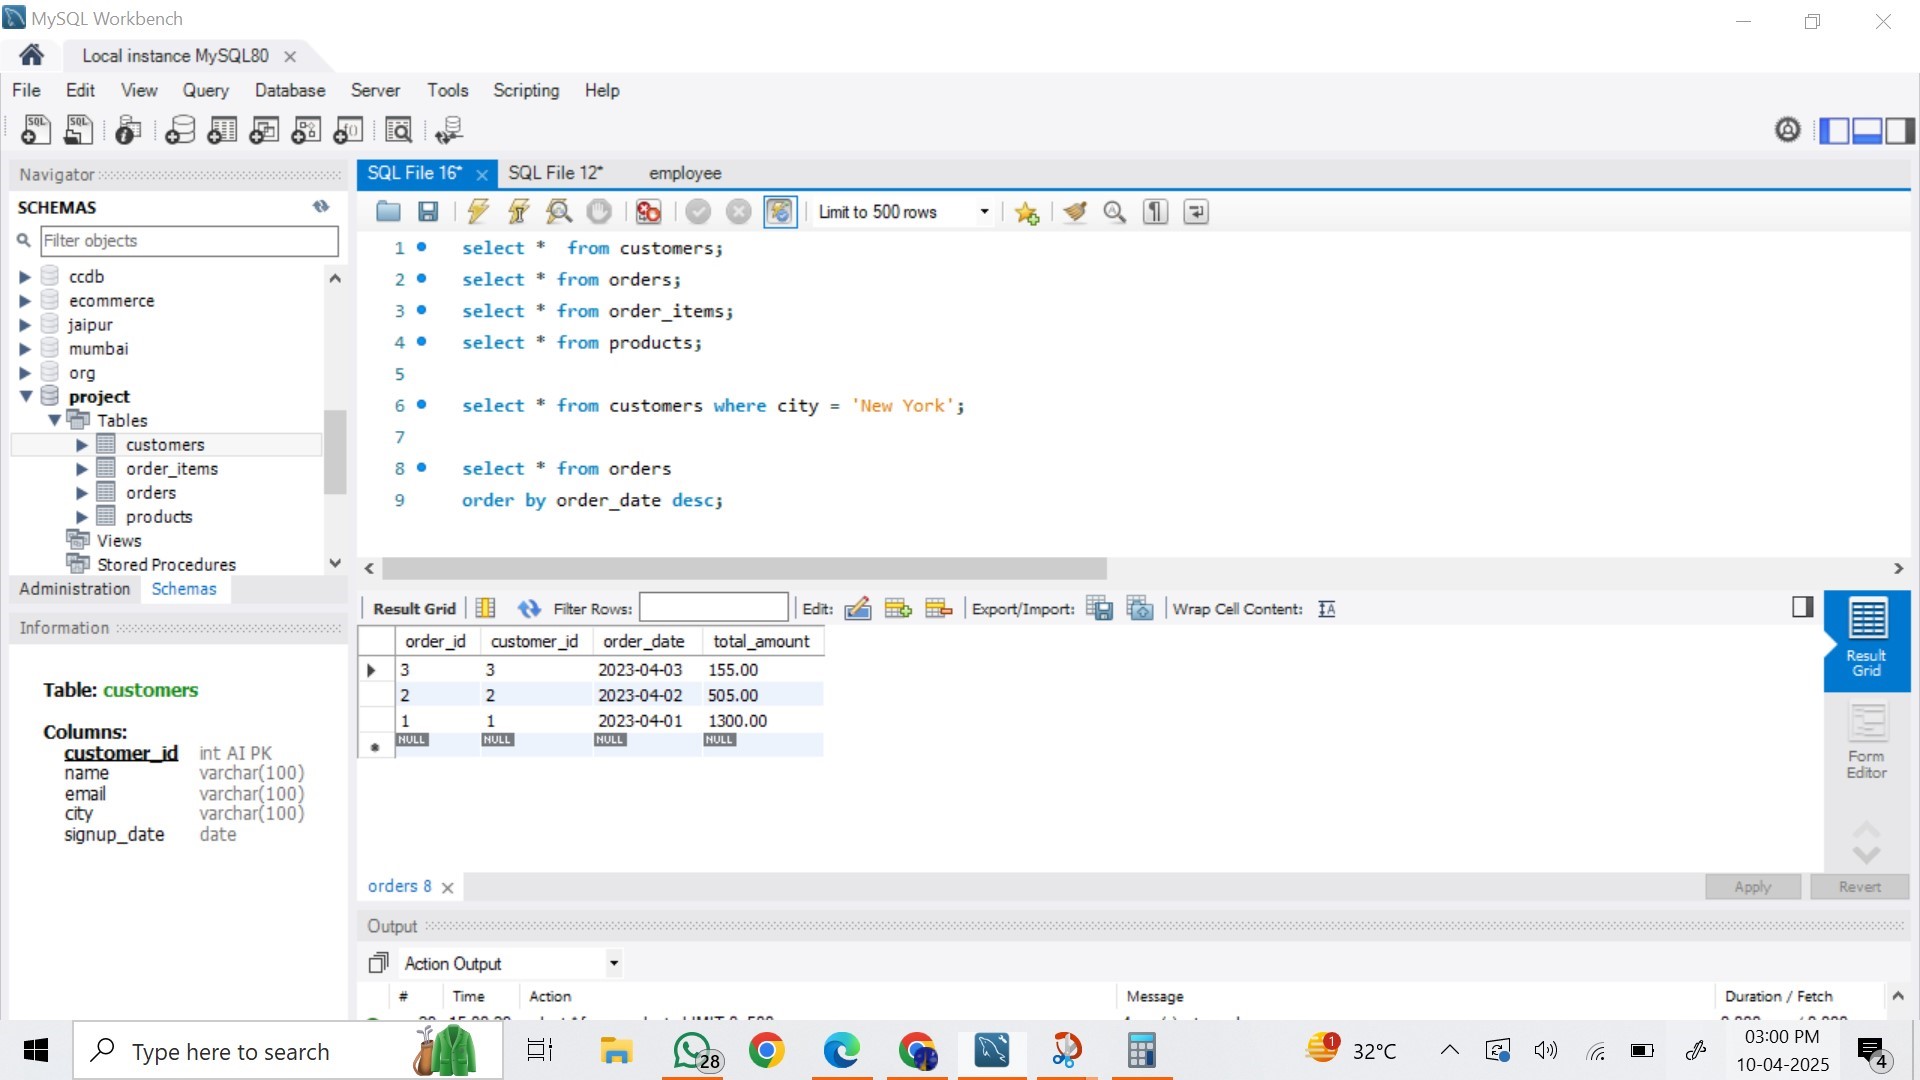 MySQL Workbench
Local instance MySQL80
File Edit View Query Database Server Tools Scripting Help
Navigator
SCHEMAS
Filter objects
ccdb
ecommerce
jaipur
mumbai
org
project
Tables
customers
order_items
orders
products
Views
Stored Procedures
Administration Schemas
Information
Table: customers
Columns:
customer_id int AI PK
name varchar(100)
email varchar(100)
city varchar(100)
signup_date date
SQL File 16* SQL File 12* employee
Limit to 500 rows
1 select * from customers;
2 select * from orders;
3 select * from order_items;
4 select * from products;
5
6 select * from customers where city = 'New York';
7
8 select * from orders
9 order by order_date desc;
Result Grid Filter Rows: Edit: Export/Import: Wrap Cell Content:
order_id customer_id order_date total_amount
3 3 2023-04-03 155.00
2 2 2023-04-02 505.00
1 1 2023-04-01 1300.00
NULL NULL NULL NULL
Result
Grid
Form
Editor
orders 8
Apply Revert
Output
Action Output
# Time Action Message Duration / Fetch
Type here to search
28
1
32°C
03:00 PM
10-04-2025
4